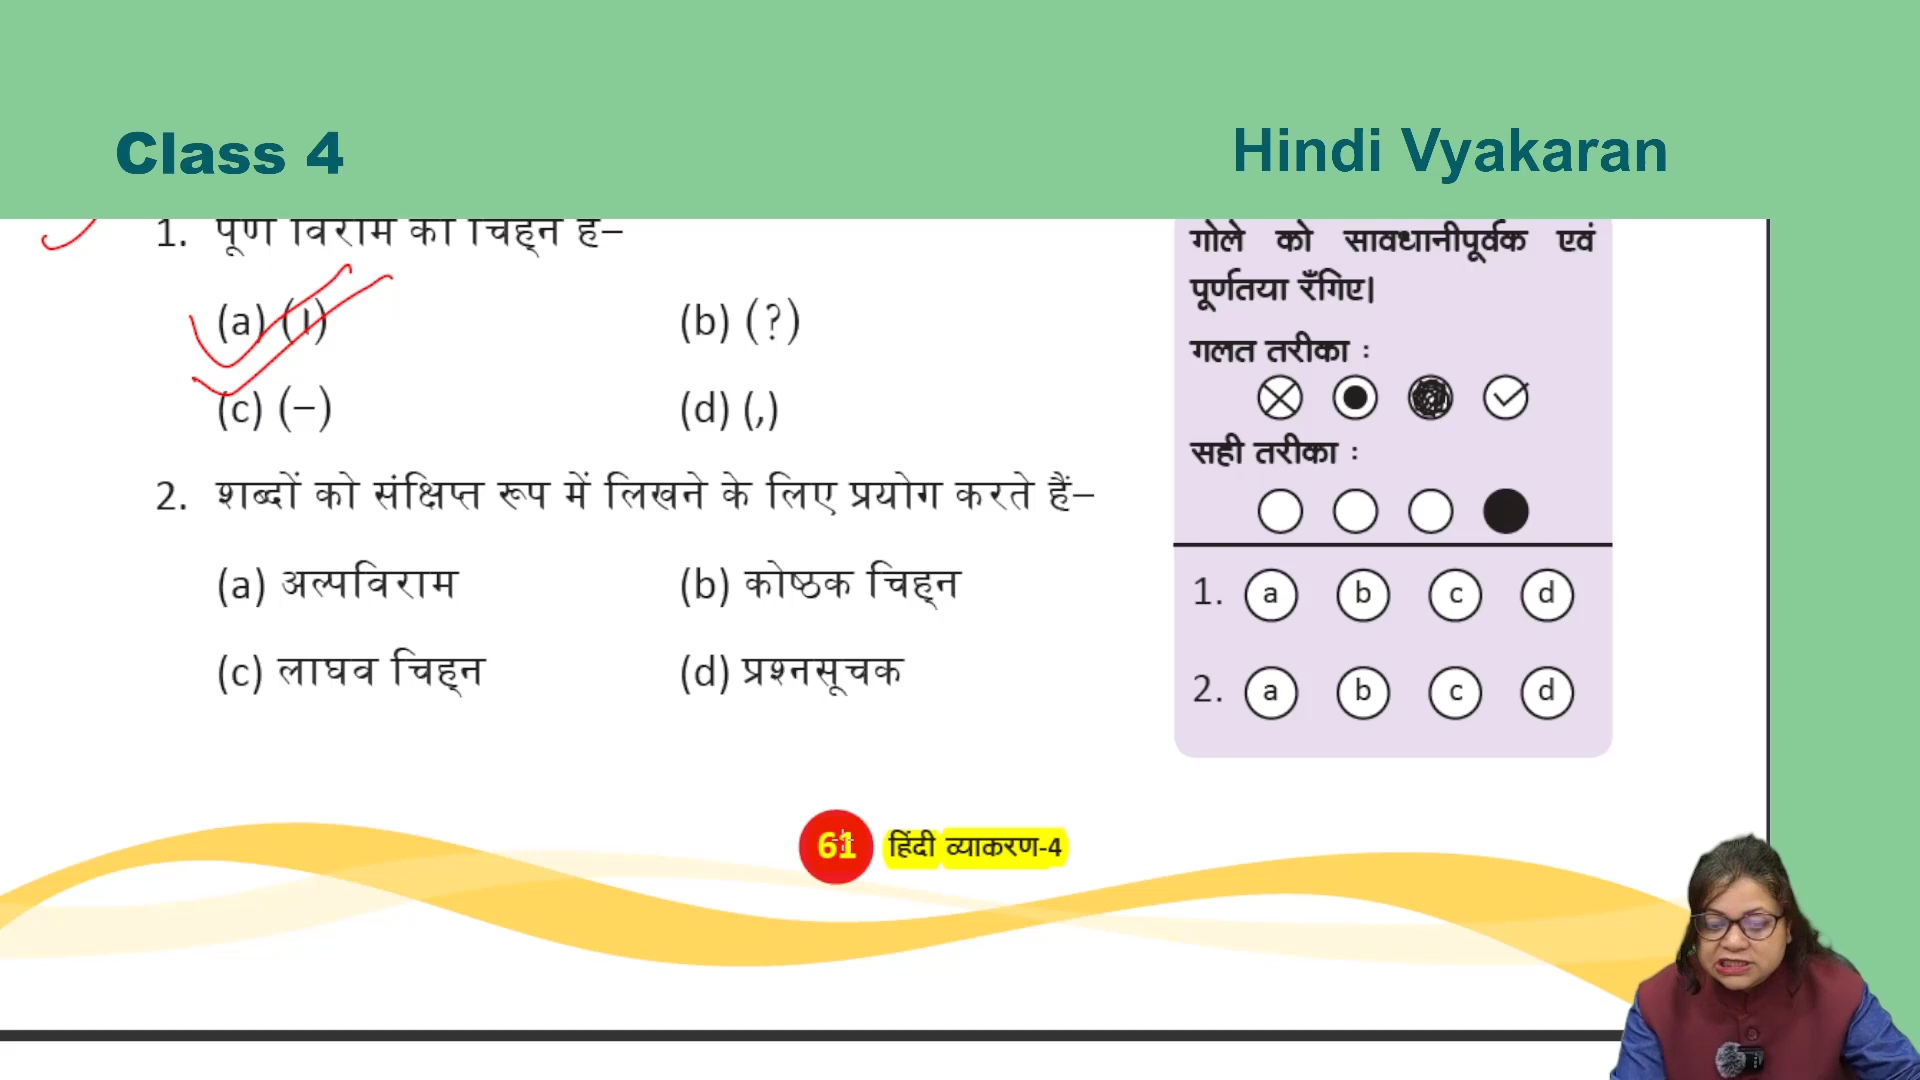 Class 4
Hindi Vyakaran
1. पूर्ण विराम का चिह्न है–
(a) (।) (b) (?)
(c) (–) (d) (,)
2. शब्दों को संक्षिप्त रूप में लिखने के लिए प्रयोग करते हैं–
(a) अल्पविराम (b) कोष्ठक चिह्न
(c) लाघव चिह्न (d) प्रश्नसूचक
गोले को सावधानीपूर्वक एवं
पूर्णतया रँगिए।
गलत तरीका :
सही तरीका :
1. a b c d
2. a b c d
61 हिंदी व्याकरण-4